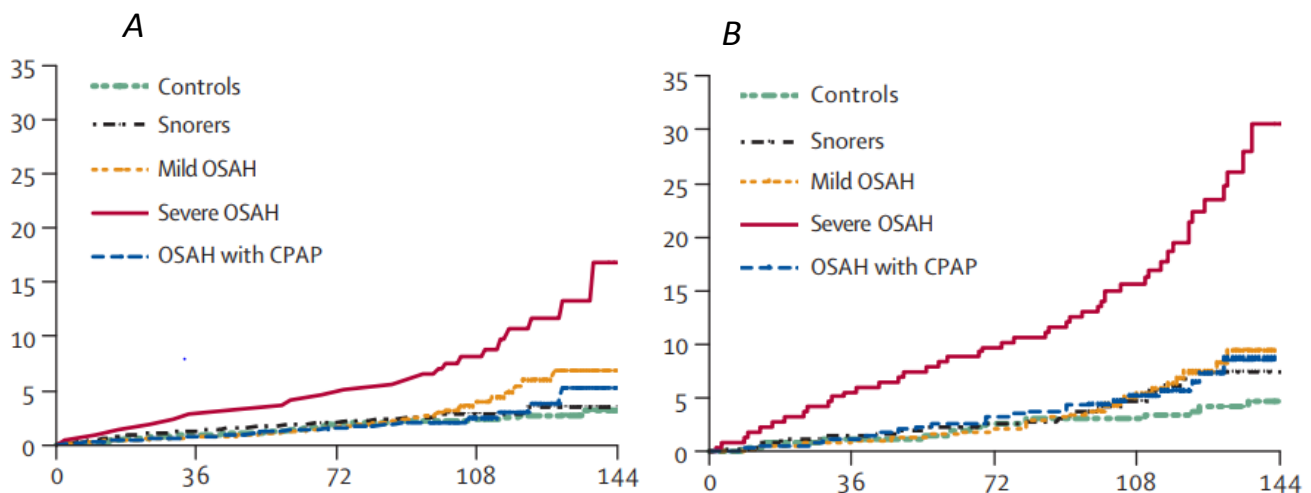 A
35
30
25
20
15
10
5
0
Controls
Snorers
Mild OSAH
Severe OSAH
OSAH with CPAP
0 36 72 108 144
B
35
30
25
20
15
10
5
0
Controls
Snorers
Mild OSAH
Severe OSAH
OSAH with CPAP
0 36 72 108 144